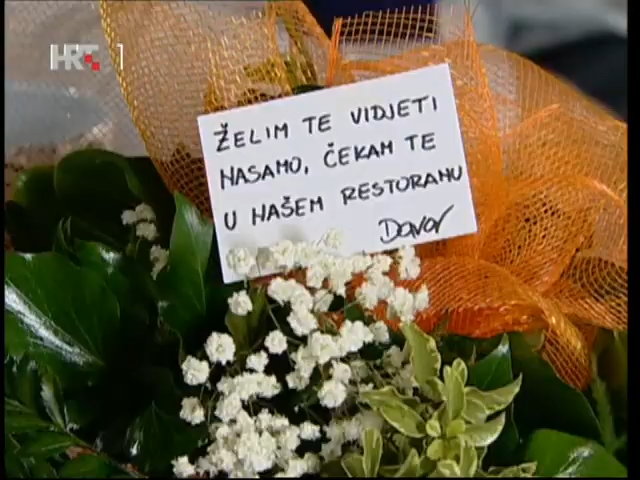 HRT 1
ŽELIM TE VIDJETI
NASAMO, ČEKAM TE
U NAŠEM RESTORANU
Davor